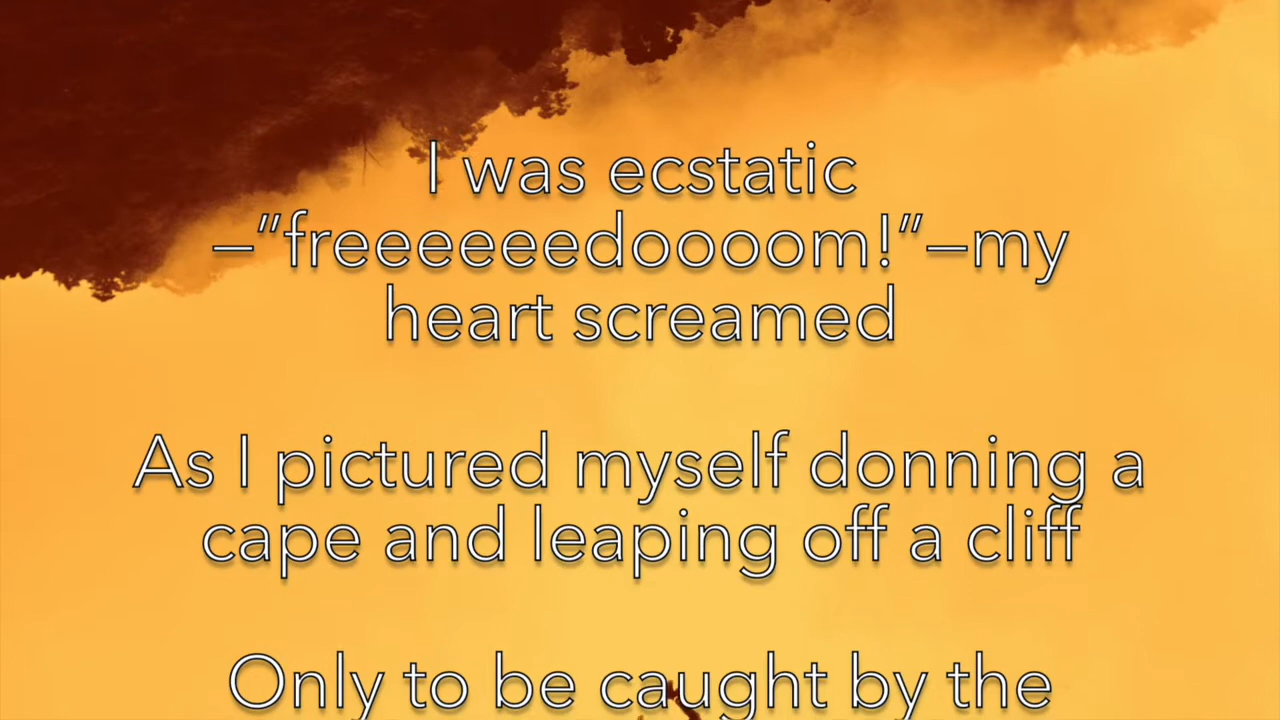 I was ecstatic
—”freeeeeedoooom!”—my
heart screamed
As I pictured myself donning a
cape and leaping off a cliff
Only to be caught by the